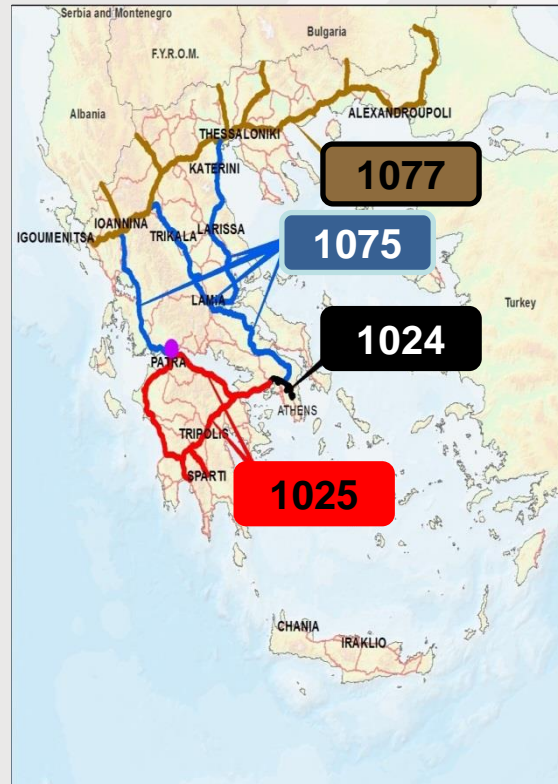 Serbia and Montenegro
Bulgaria
F.Y.R.O.M.
Albania
ALEXANDROUPOLI
THESSALONIKI
KATERINI
1077
IOANNINA
IGOUMENITSA
TRIKALA
LARISSA
1075
LAMIA
Turkey
1024
PATRA
ATHENS
TRIPOLIS
SPARTI
1025
CHANIA
IRAKLIO